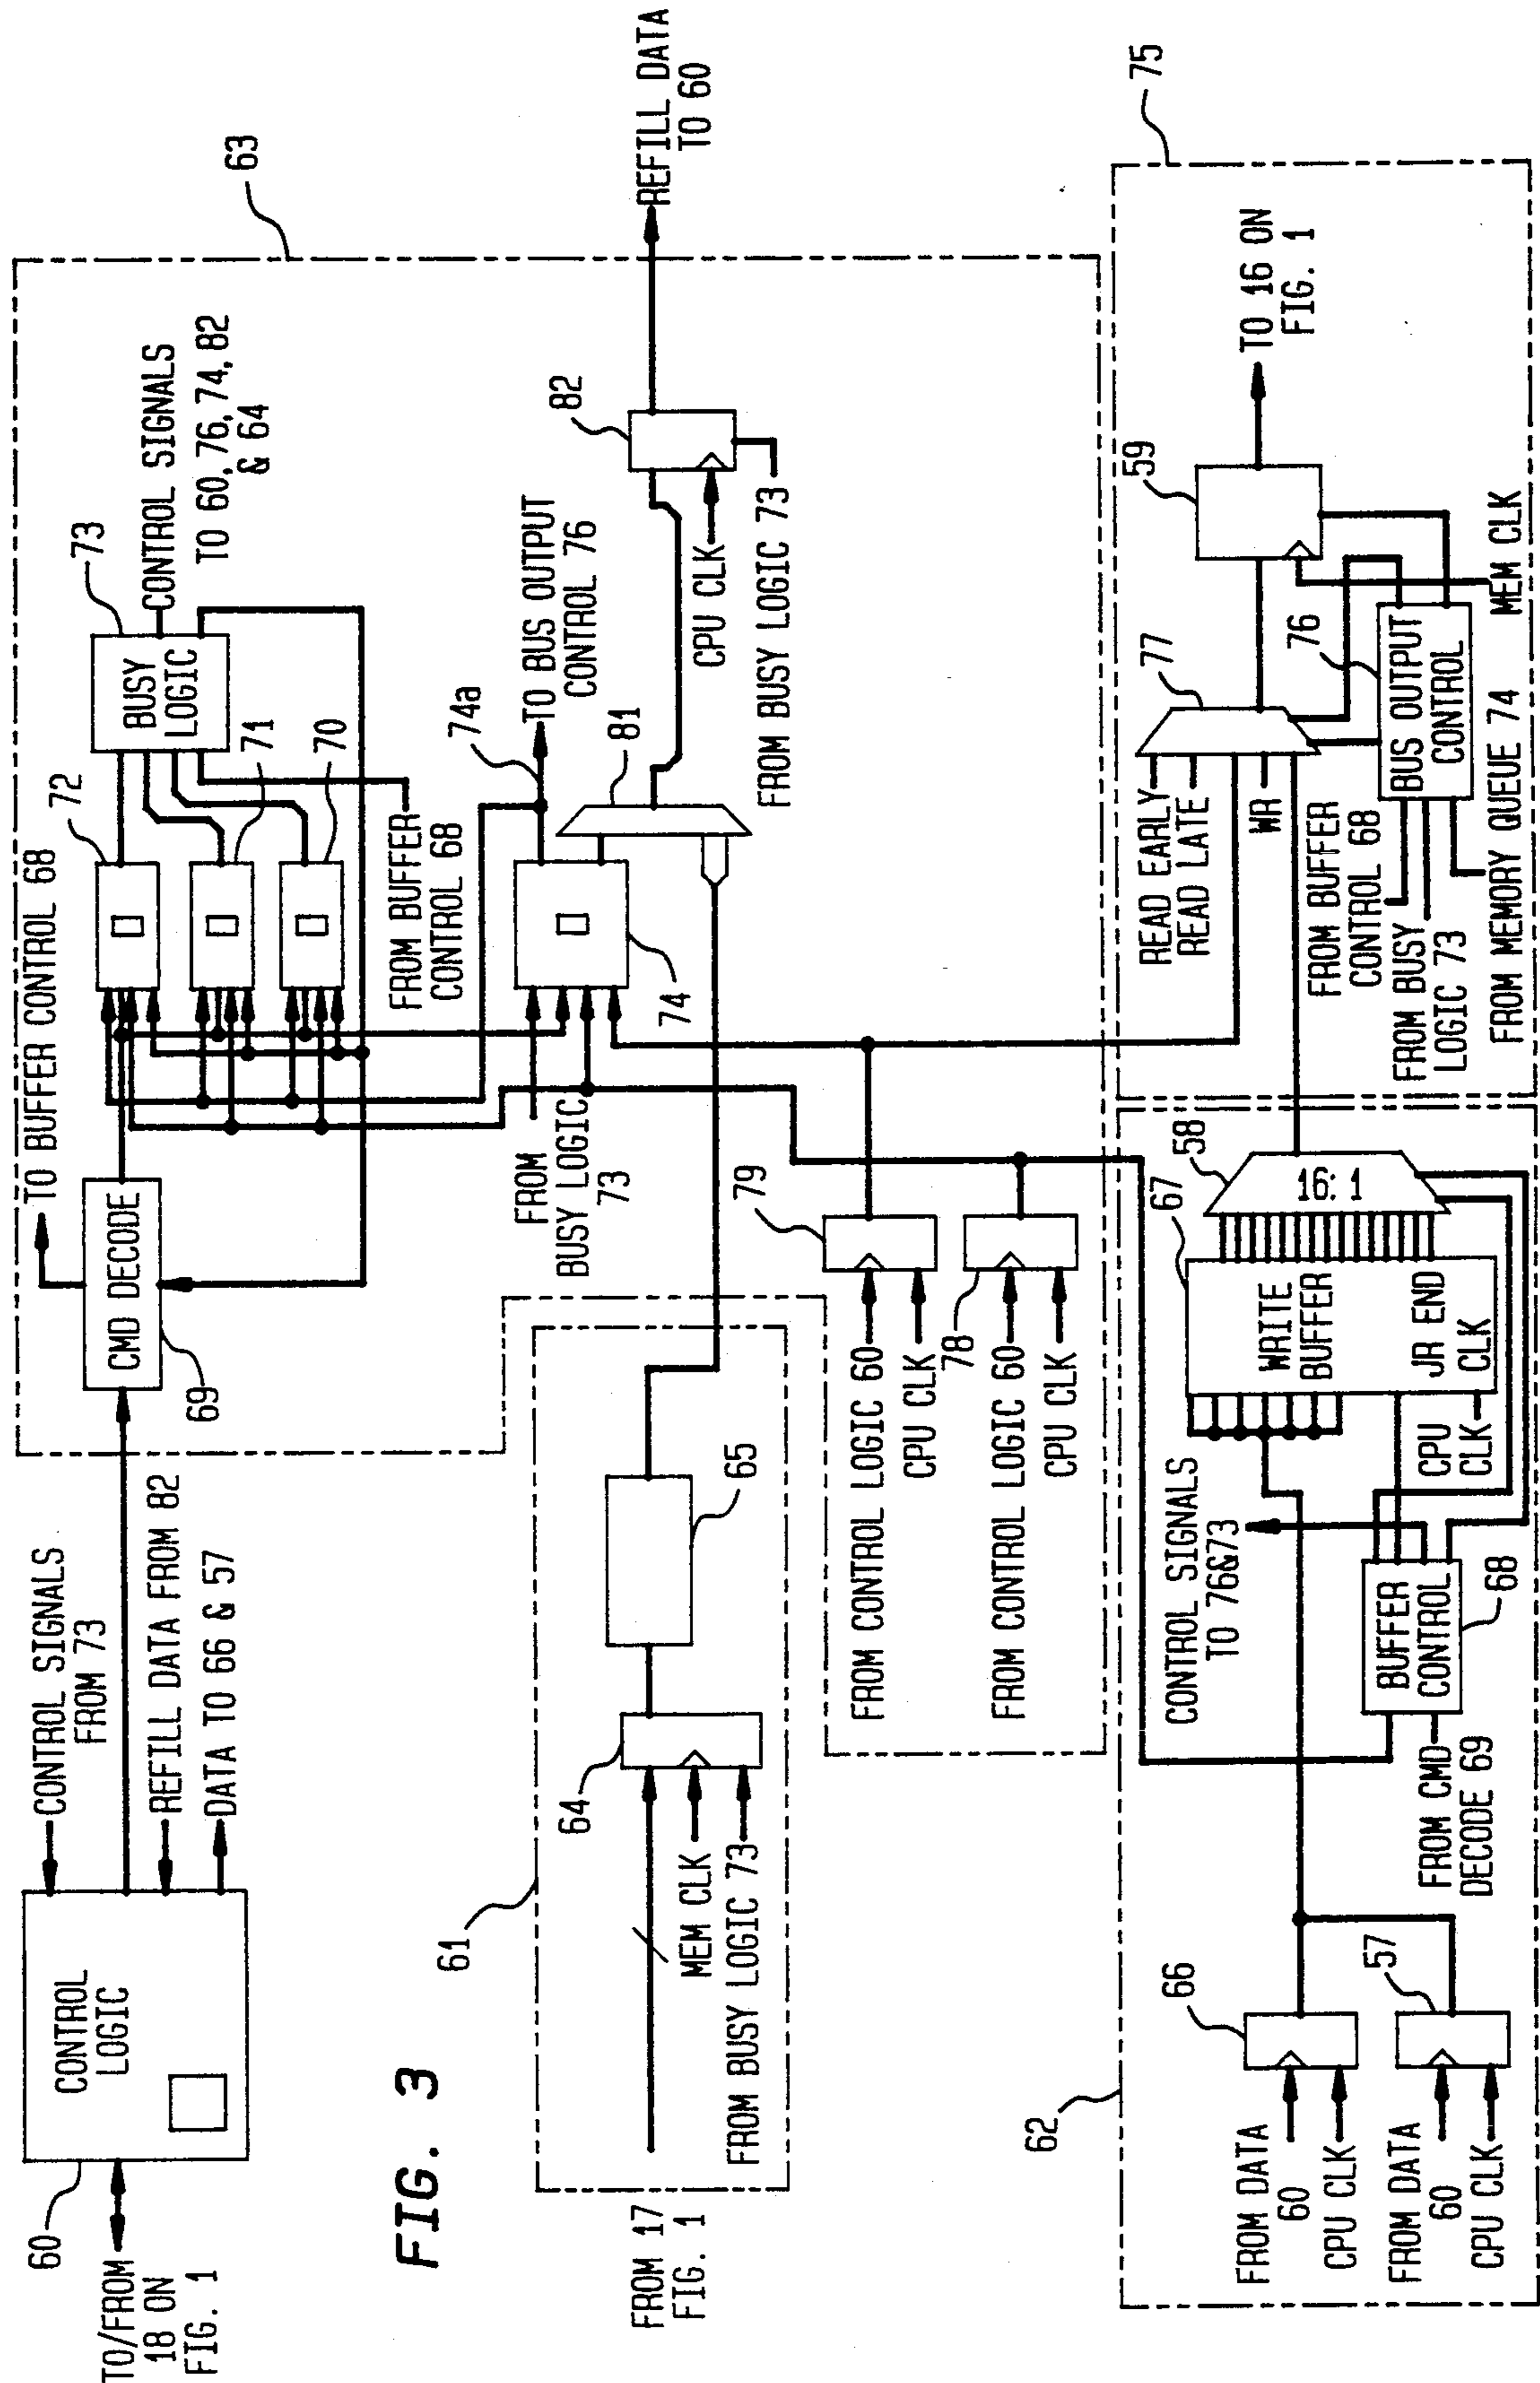 TO/FROM
18 ON
FIG. 1
60
CONTROL
LOGIC
CONTROL SIGNALS
FROM 73
REFILL DATA FROM 82
DATA TO 66 & 57
FIG. 3
63
TO BUFFER CONTROL 68
CMD DECODE
69
72
71
70
73
BUSY
LOGIC
CONTROL SIGNALS
TO 60, 76, 74, 82
& 64
FROM BUFFER
CONTROL 68
FROM
BUSY LOGIC
73
74
74a
TO BUS OUTPUT
CONTROL 76
81
82
CPU CLK
FROM BUSY LOGIC 73
REFILL DATA
TO 60
61
FROM 17
FIG. 1
64
MEM CLK
FROM BUSY LOGIC 73
65
79
FROM CONTROL LOGIC 60
CPU CLK
78
FROM CONTROL LOGIC 60
CPU CLK
62
66
FROM DATA
60
CPU CLK
57
FROM DATA
60
CPU CLK
CONTROL SIGNALS
TO 76&73
BUFFER
CONTROL
68
FROM CMD
DECODE 69
67
WRITE
BUFFER
JR END
CLK
CPU
CLK
58
16:1
75
READ EARLY
READ LATE
WR
77
FROM BUFFER
CONTROL 68
FROM BUSY
LOGIC 73
FROM MEMORY QUEUE 74
76
BUS OUTPUT
CONTROL
59
MEM CLK
TO 16 ON
FIG. 1